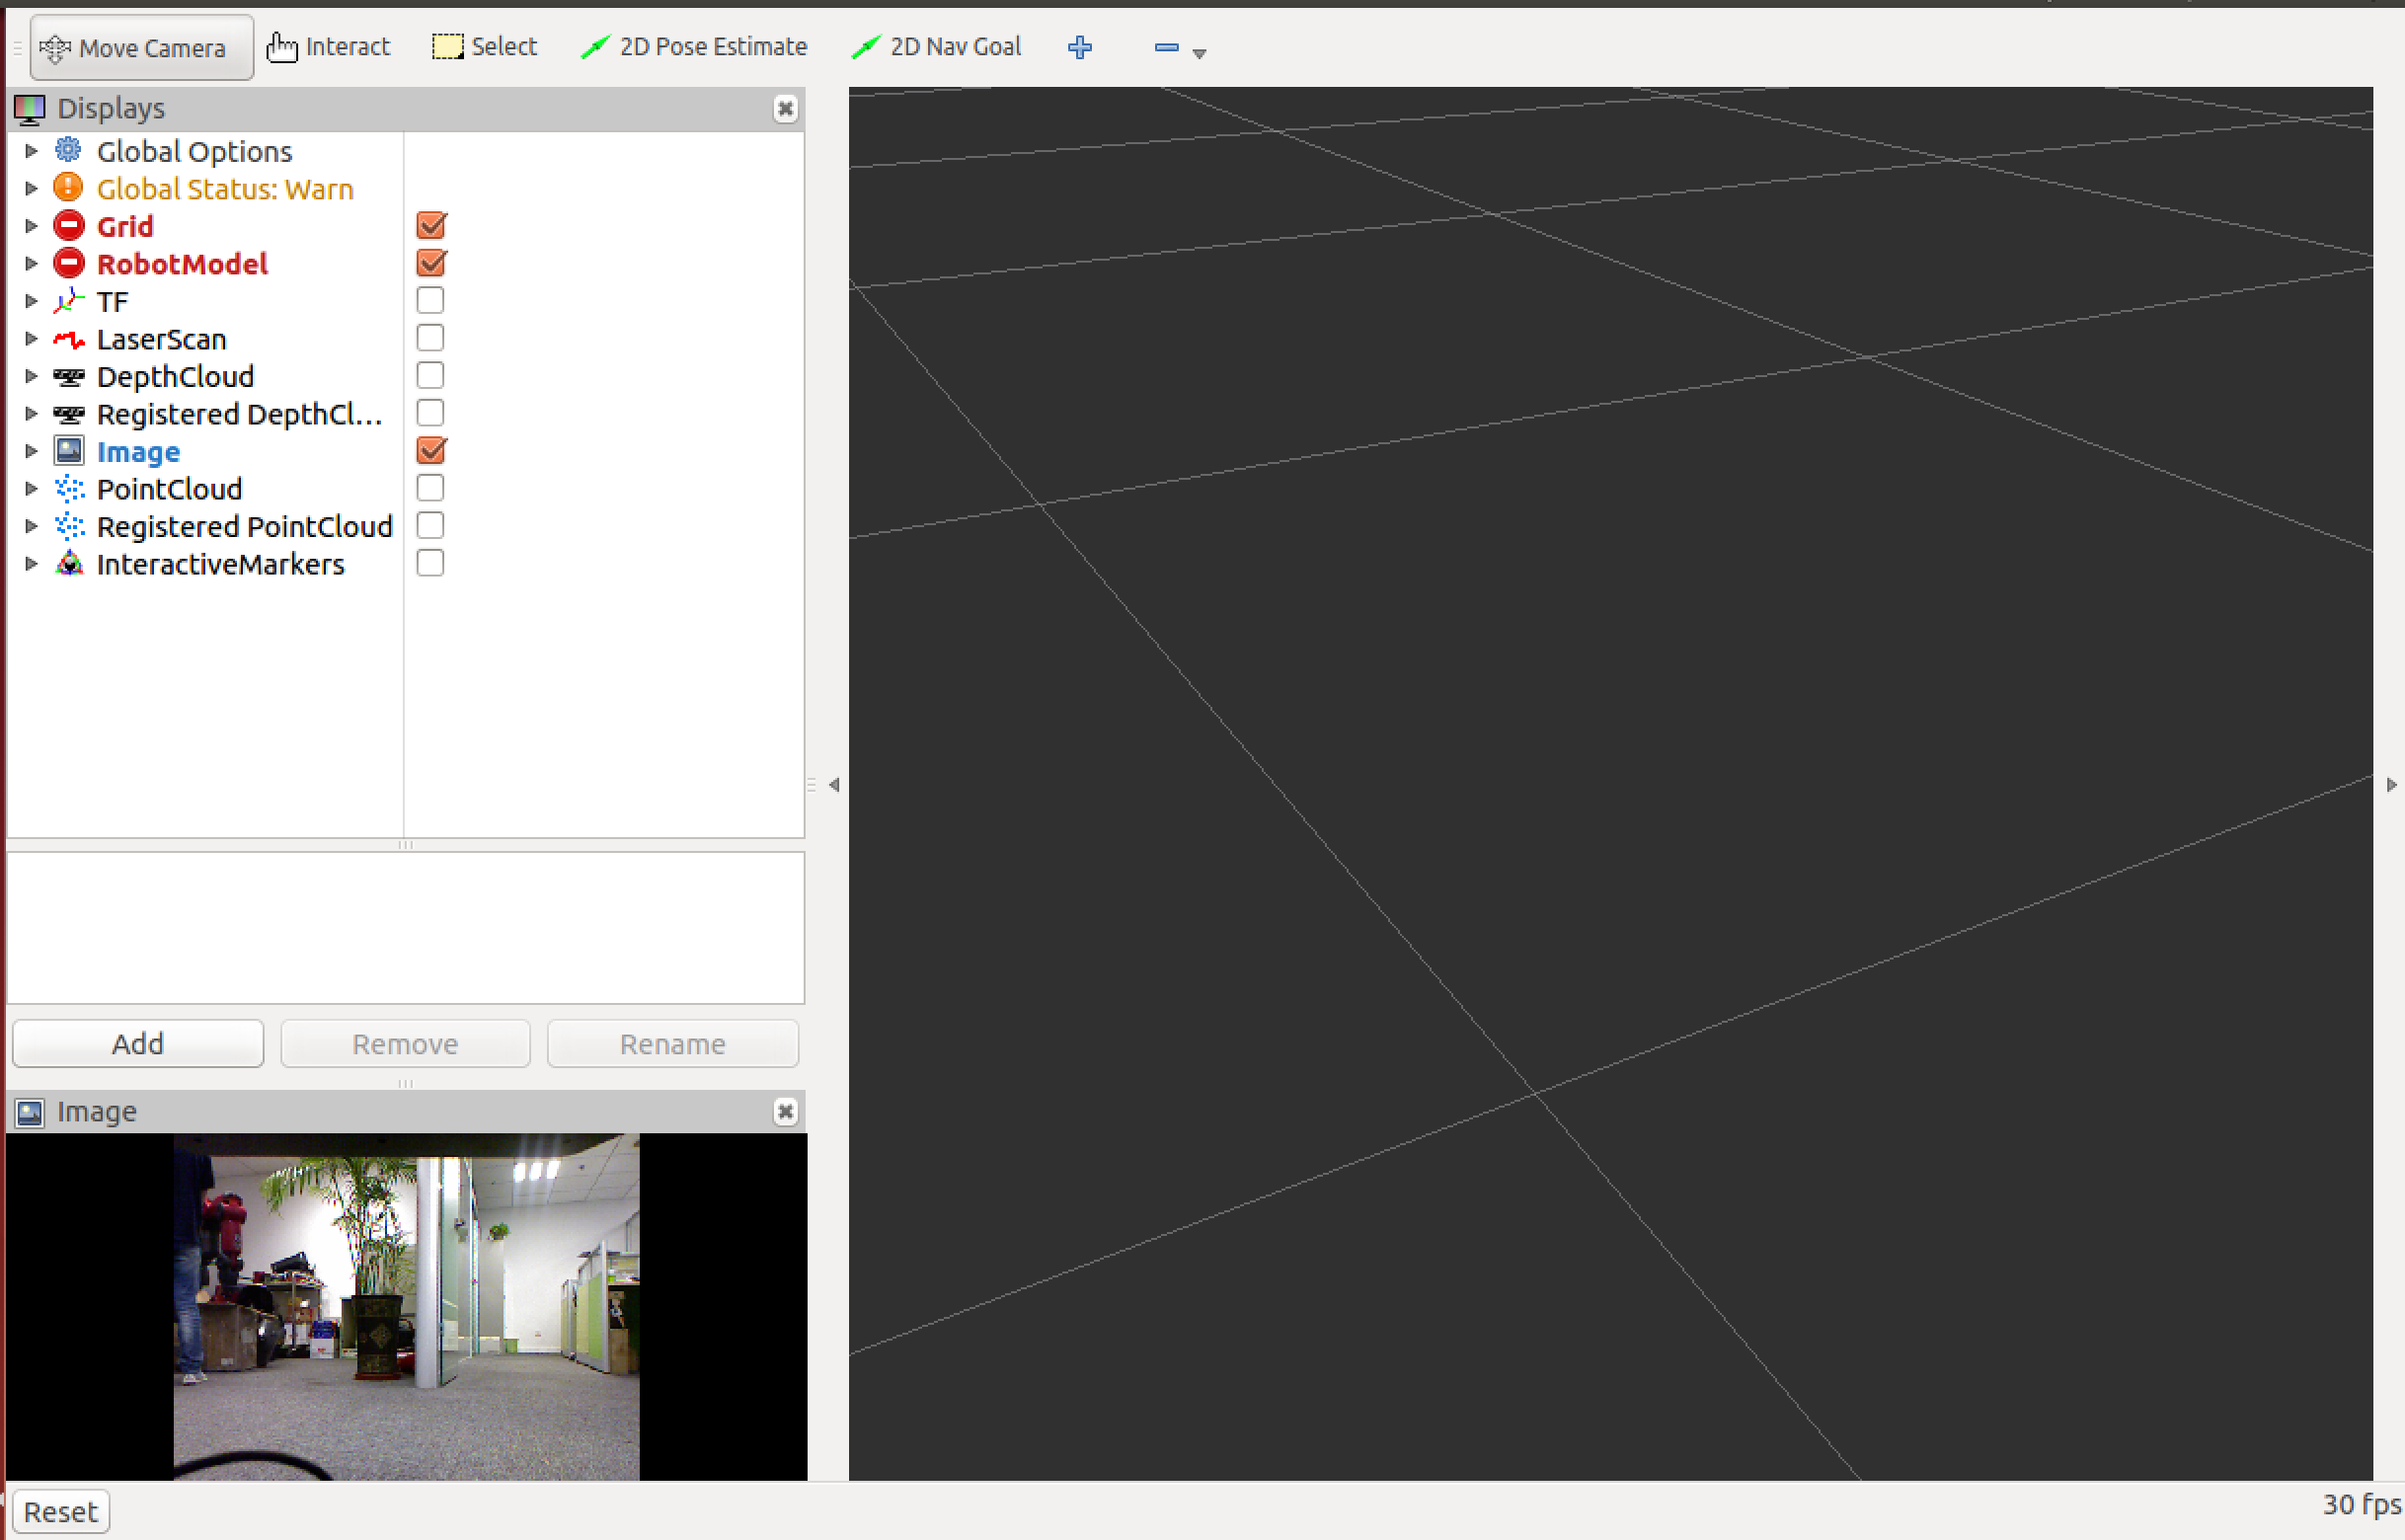 Move Camera Interact Select 2D Pose Estimate 2D Nav Goal
Displays
Global Options
Global Status: Warn
Grid
RobotModel
TF
LaserScan
DepthCloud
Registered DepthCl...
Image
PointCloud
Registered PointCloud
InteractiveMarkers
Add Remove Rename
Image
Reset 30 fps